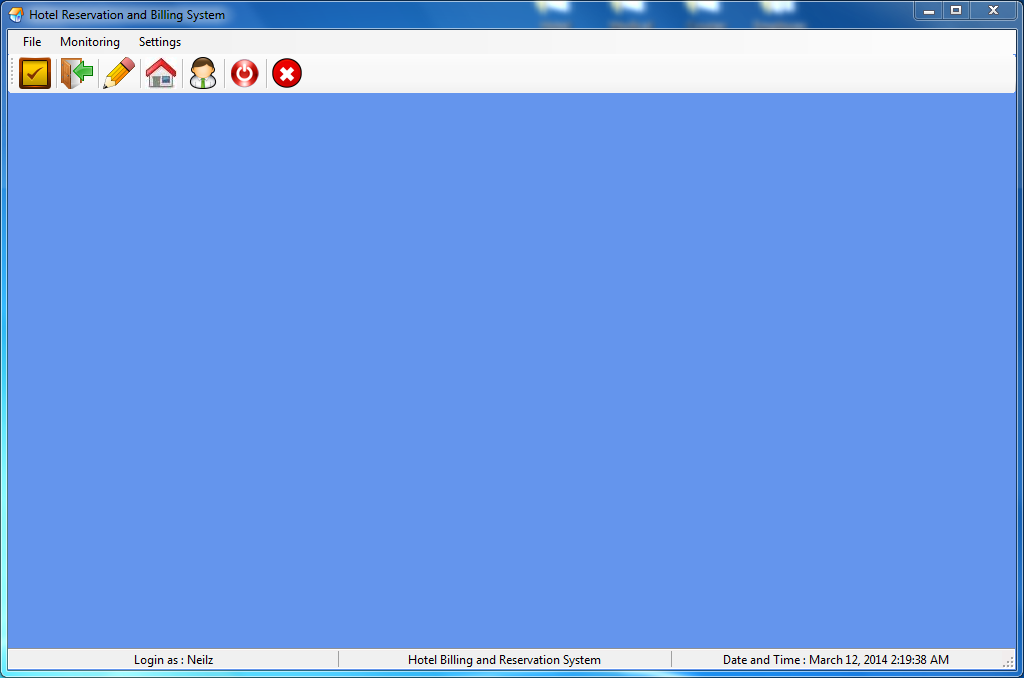 Hotel Reservation and Billing System
File Monitoring Settings
Login as : Neilz Hotel Billing and Reservation System Date and Time : March 12, 2014 2:19:38 AM